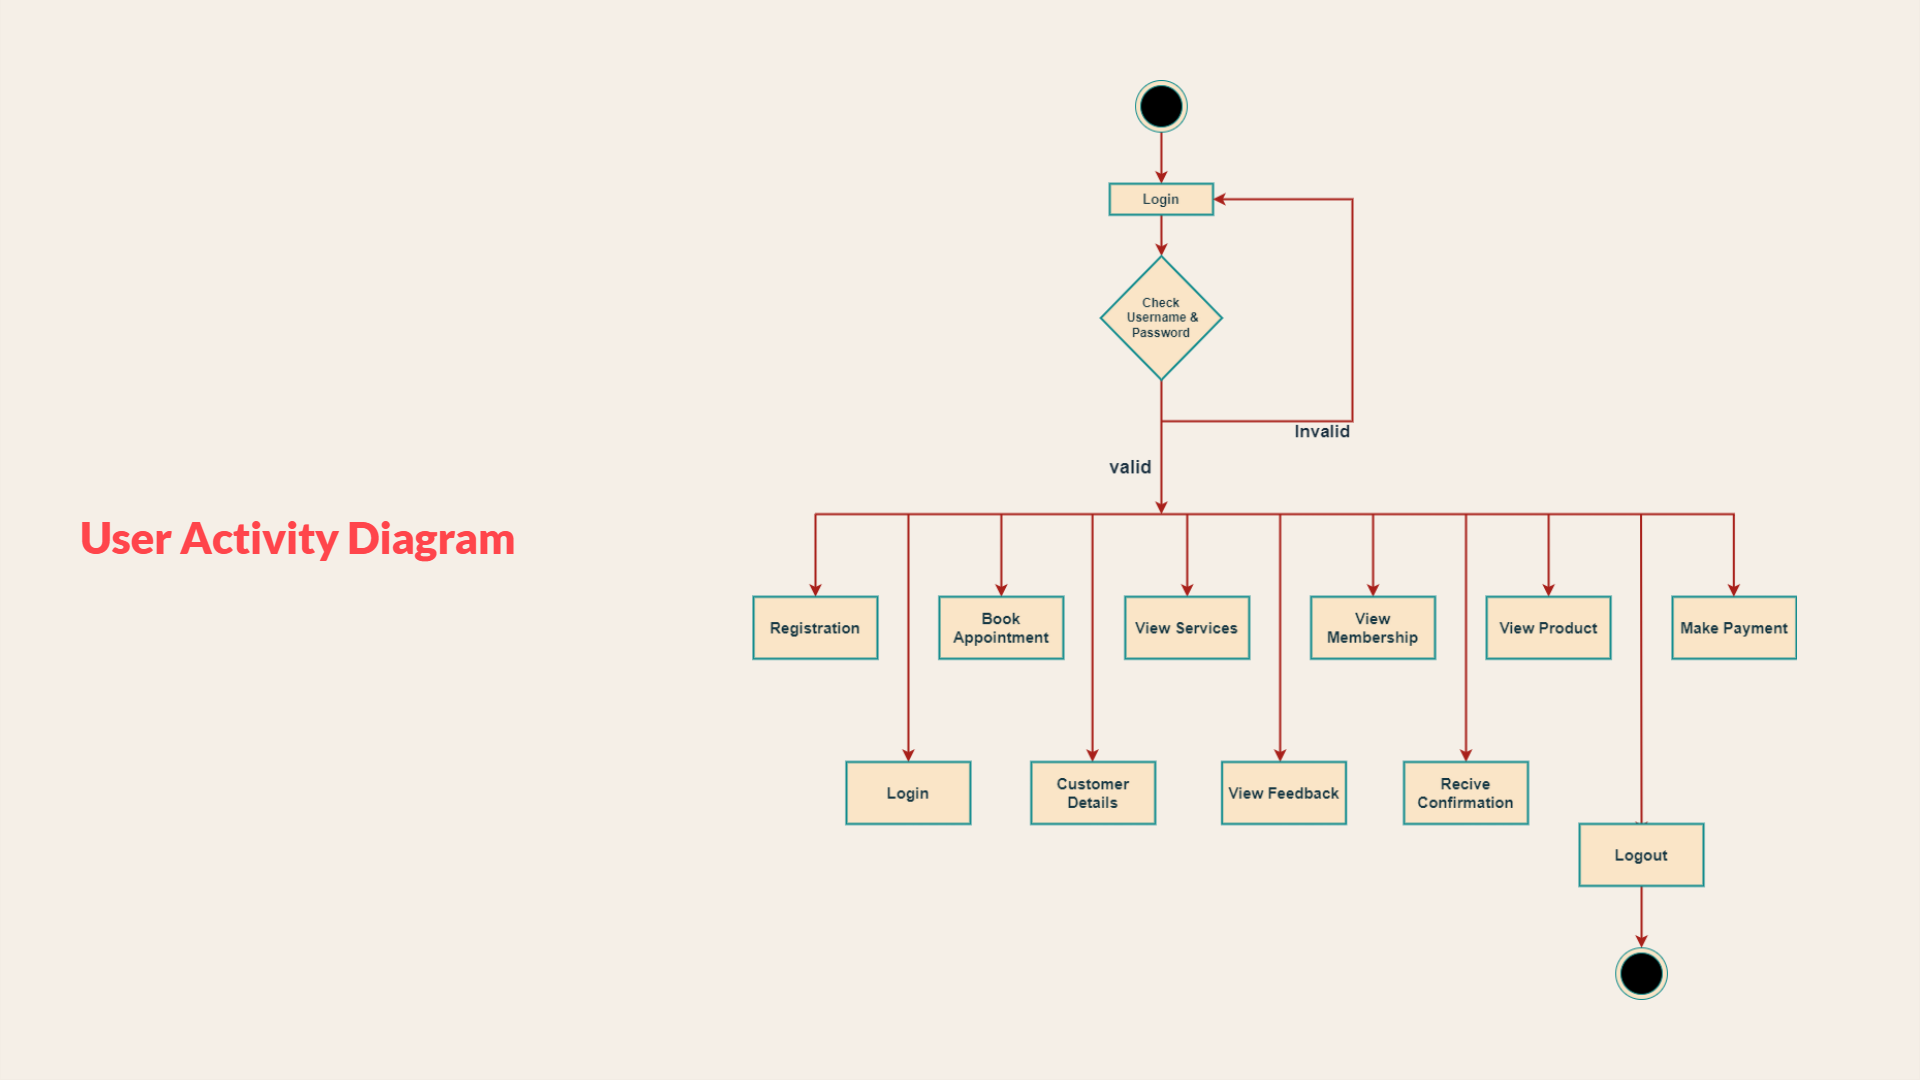 User Activity Diagram
Login
Check
Username &
Password
Invalid
valid
Registration
Book
Appointment
View Services
View
Membership
View Product
Make Payment
Login
Customer
Details
View Feedback
Recive
Confirmation
Logout